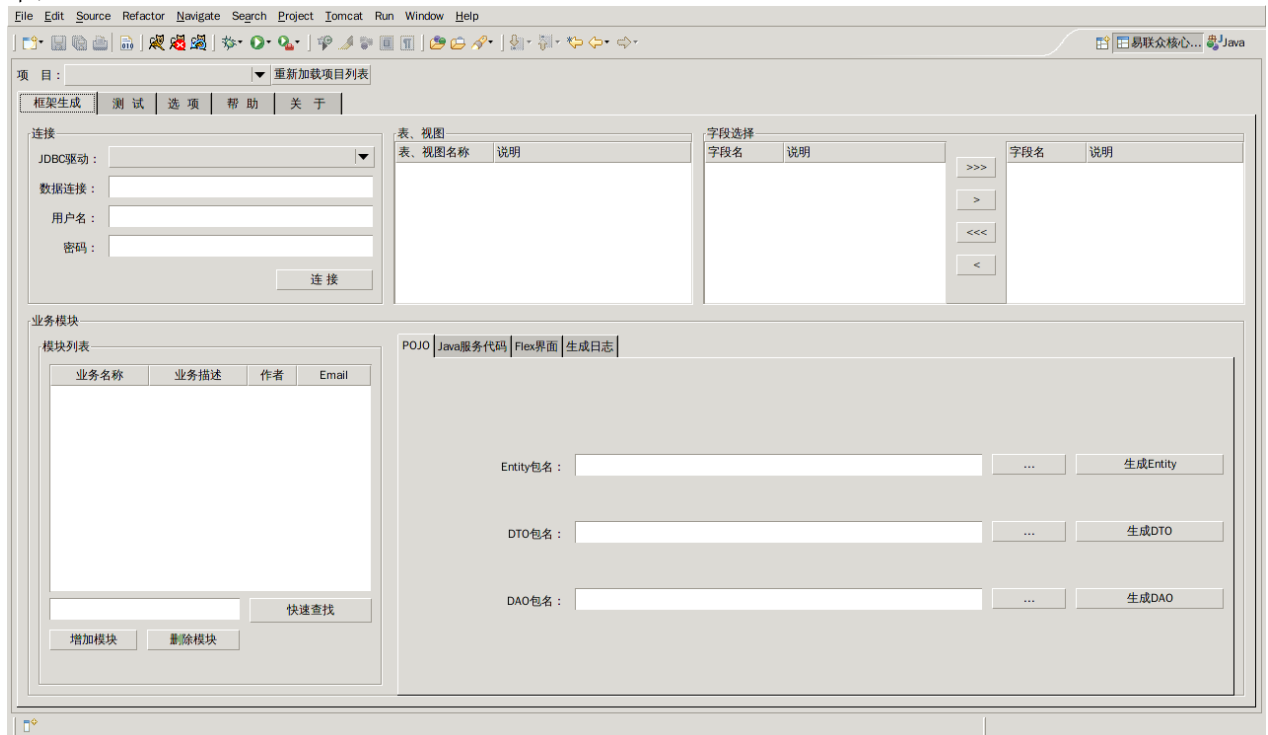 File Edit Source Refactor Navigate Search Project Tomcat Run Window Help
易联众核心... Java
项 目： 重新加载项目列表
框架生成 测 试 选 项 帮 助 关 于
连接
JDBC驱动：
数据连接：
用户名：
密码：
连 接
表、视图
表、视图名称 说明
字段选择
字段名 说明
>>>
>
<<<
<
字段名 说明
业务模块
模块列表
业务名称 业务描述 作者 Email
快速查找
增加模块 删除模块
POJO Java服务代码 Flex界面 生成日志
Entity包名： ... 生成Entity
DTO包名： ... 生成DTO
DAO包名： ... 生成DAO